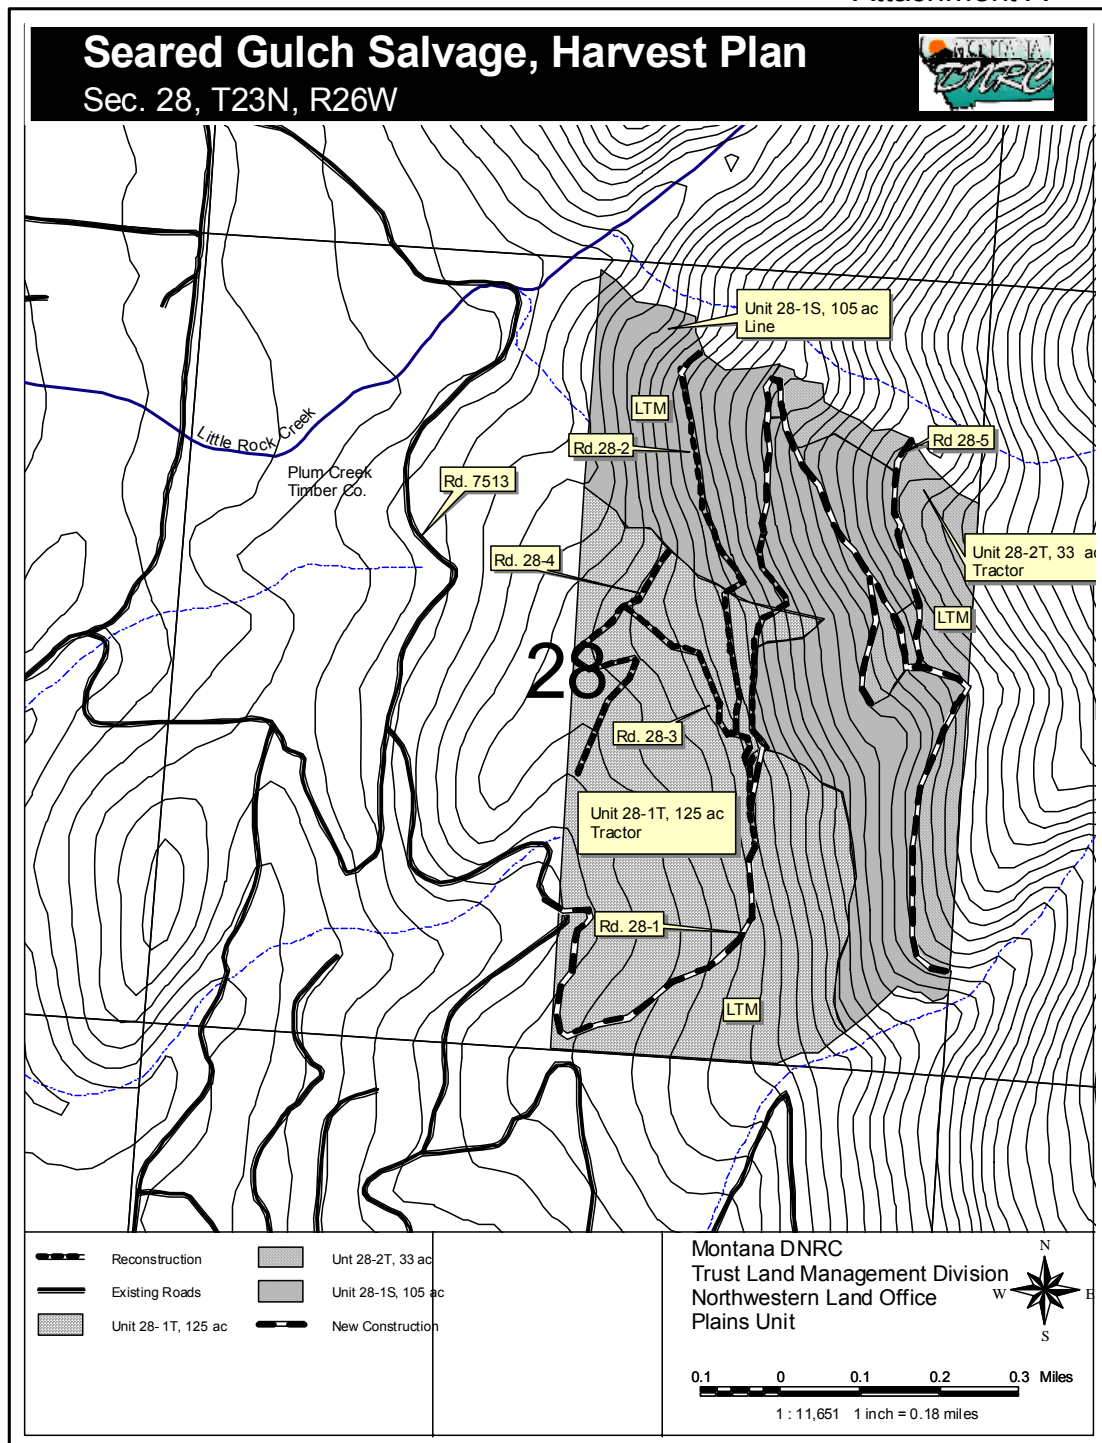 Seared Gulch Salvage, Harvest Plan
Sec. 28, T23N, R26W
MONTANA
DNRC
Unit 28-1S, 105 ac
Line
LTM
Rd.28-2
Rd 28-5
Little Rock Creek
Plum Creek
Timber Co.
Rd. 7513
Rd. 28-4
Unit 28-2T, 33 ac
Tractor
LTM
28
Rd. 28-3
Unit 28-1T, 125 ac
Tractor
Rd. 28-1
LTM
Reconstruction
Existing Roads
Unit 28- 1T, 125 ac
Unt 28-2T, 33 ac
Unit 28-1S, 105 ac
New Construction
Montana DNRC
Trust Land Management Division
Northwestern Land Office
Plains Unit
N
W E
S
0.1 0 0.1 0.2 0.3 Miles
1 : 11,651 1 inch = 0.18 miles